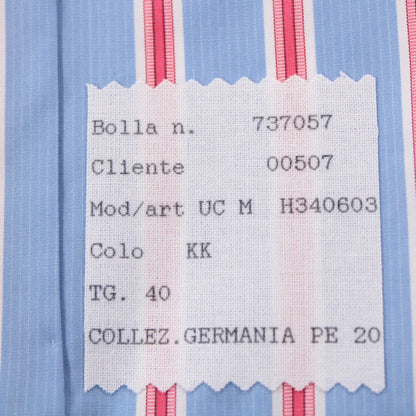 Bolla n. 737057
Cliente 00507
Mod/art UC M H340603
Colo KK
TG. 40
COLLEZ.GERMANIA PE 20